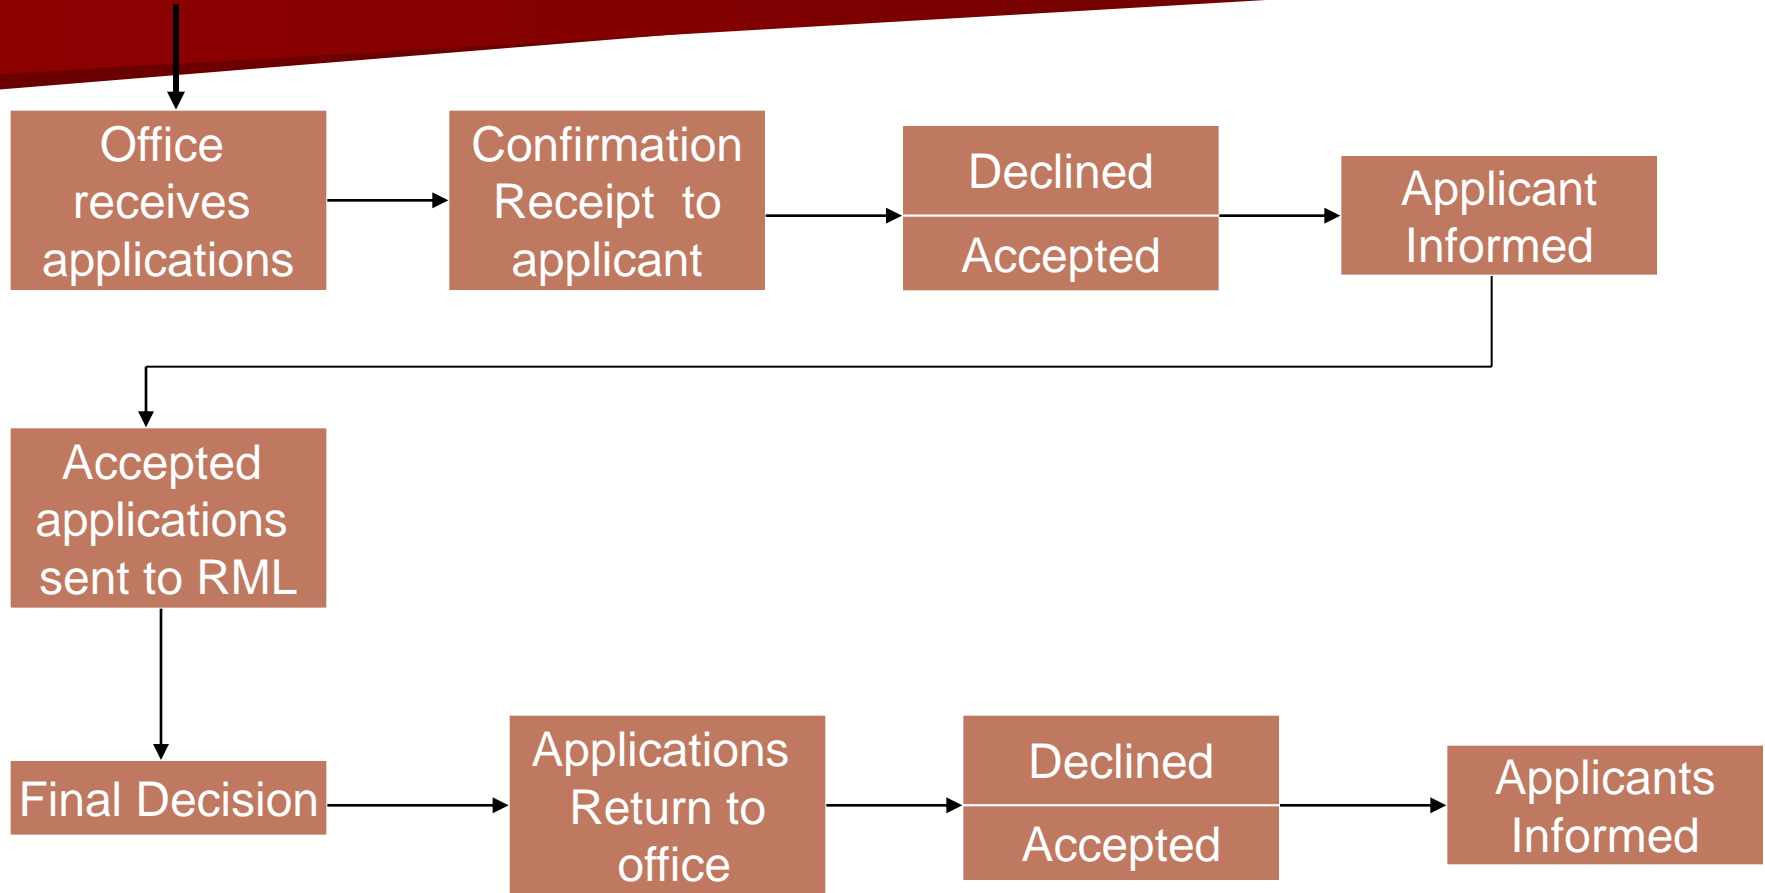 Office
receives
applications
Confirmation
Receipt to
applicant
Declined
Accepted
Applicant
Informed
Accepted
applications
sent to RML
Final Decision
Applications
Return to
office
Declined
Accepted
Applicants
Informed